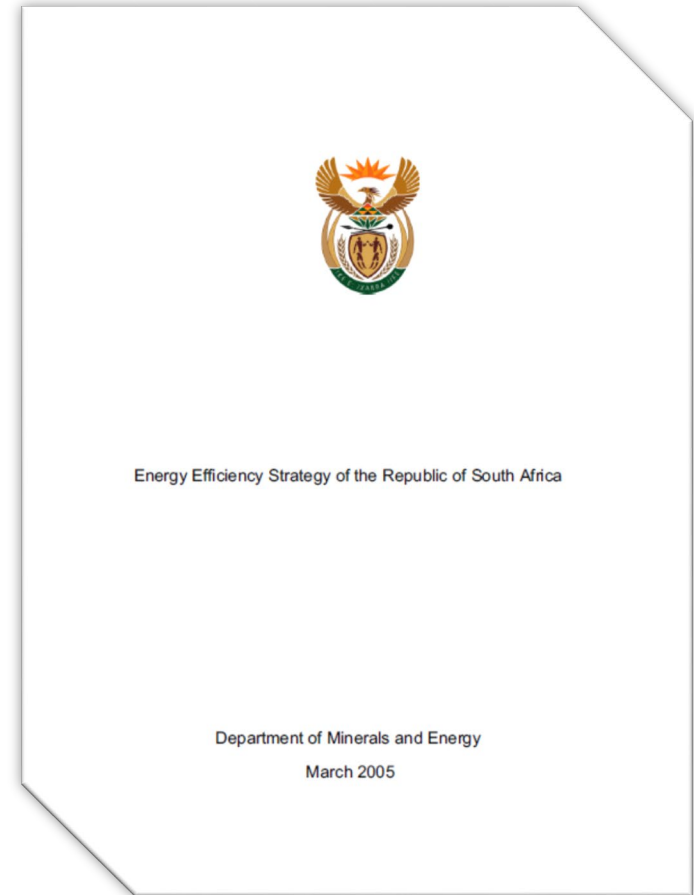 Energy Efficiency Strategy of the Republic of South Africa
Department of Minerals and Energy
March 2005